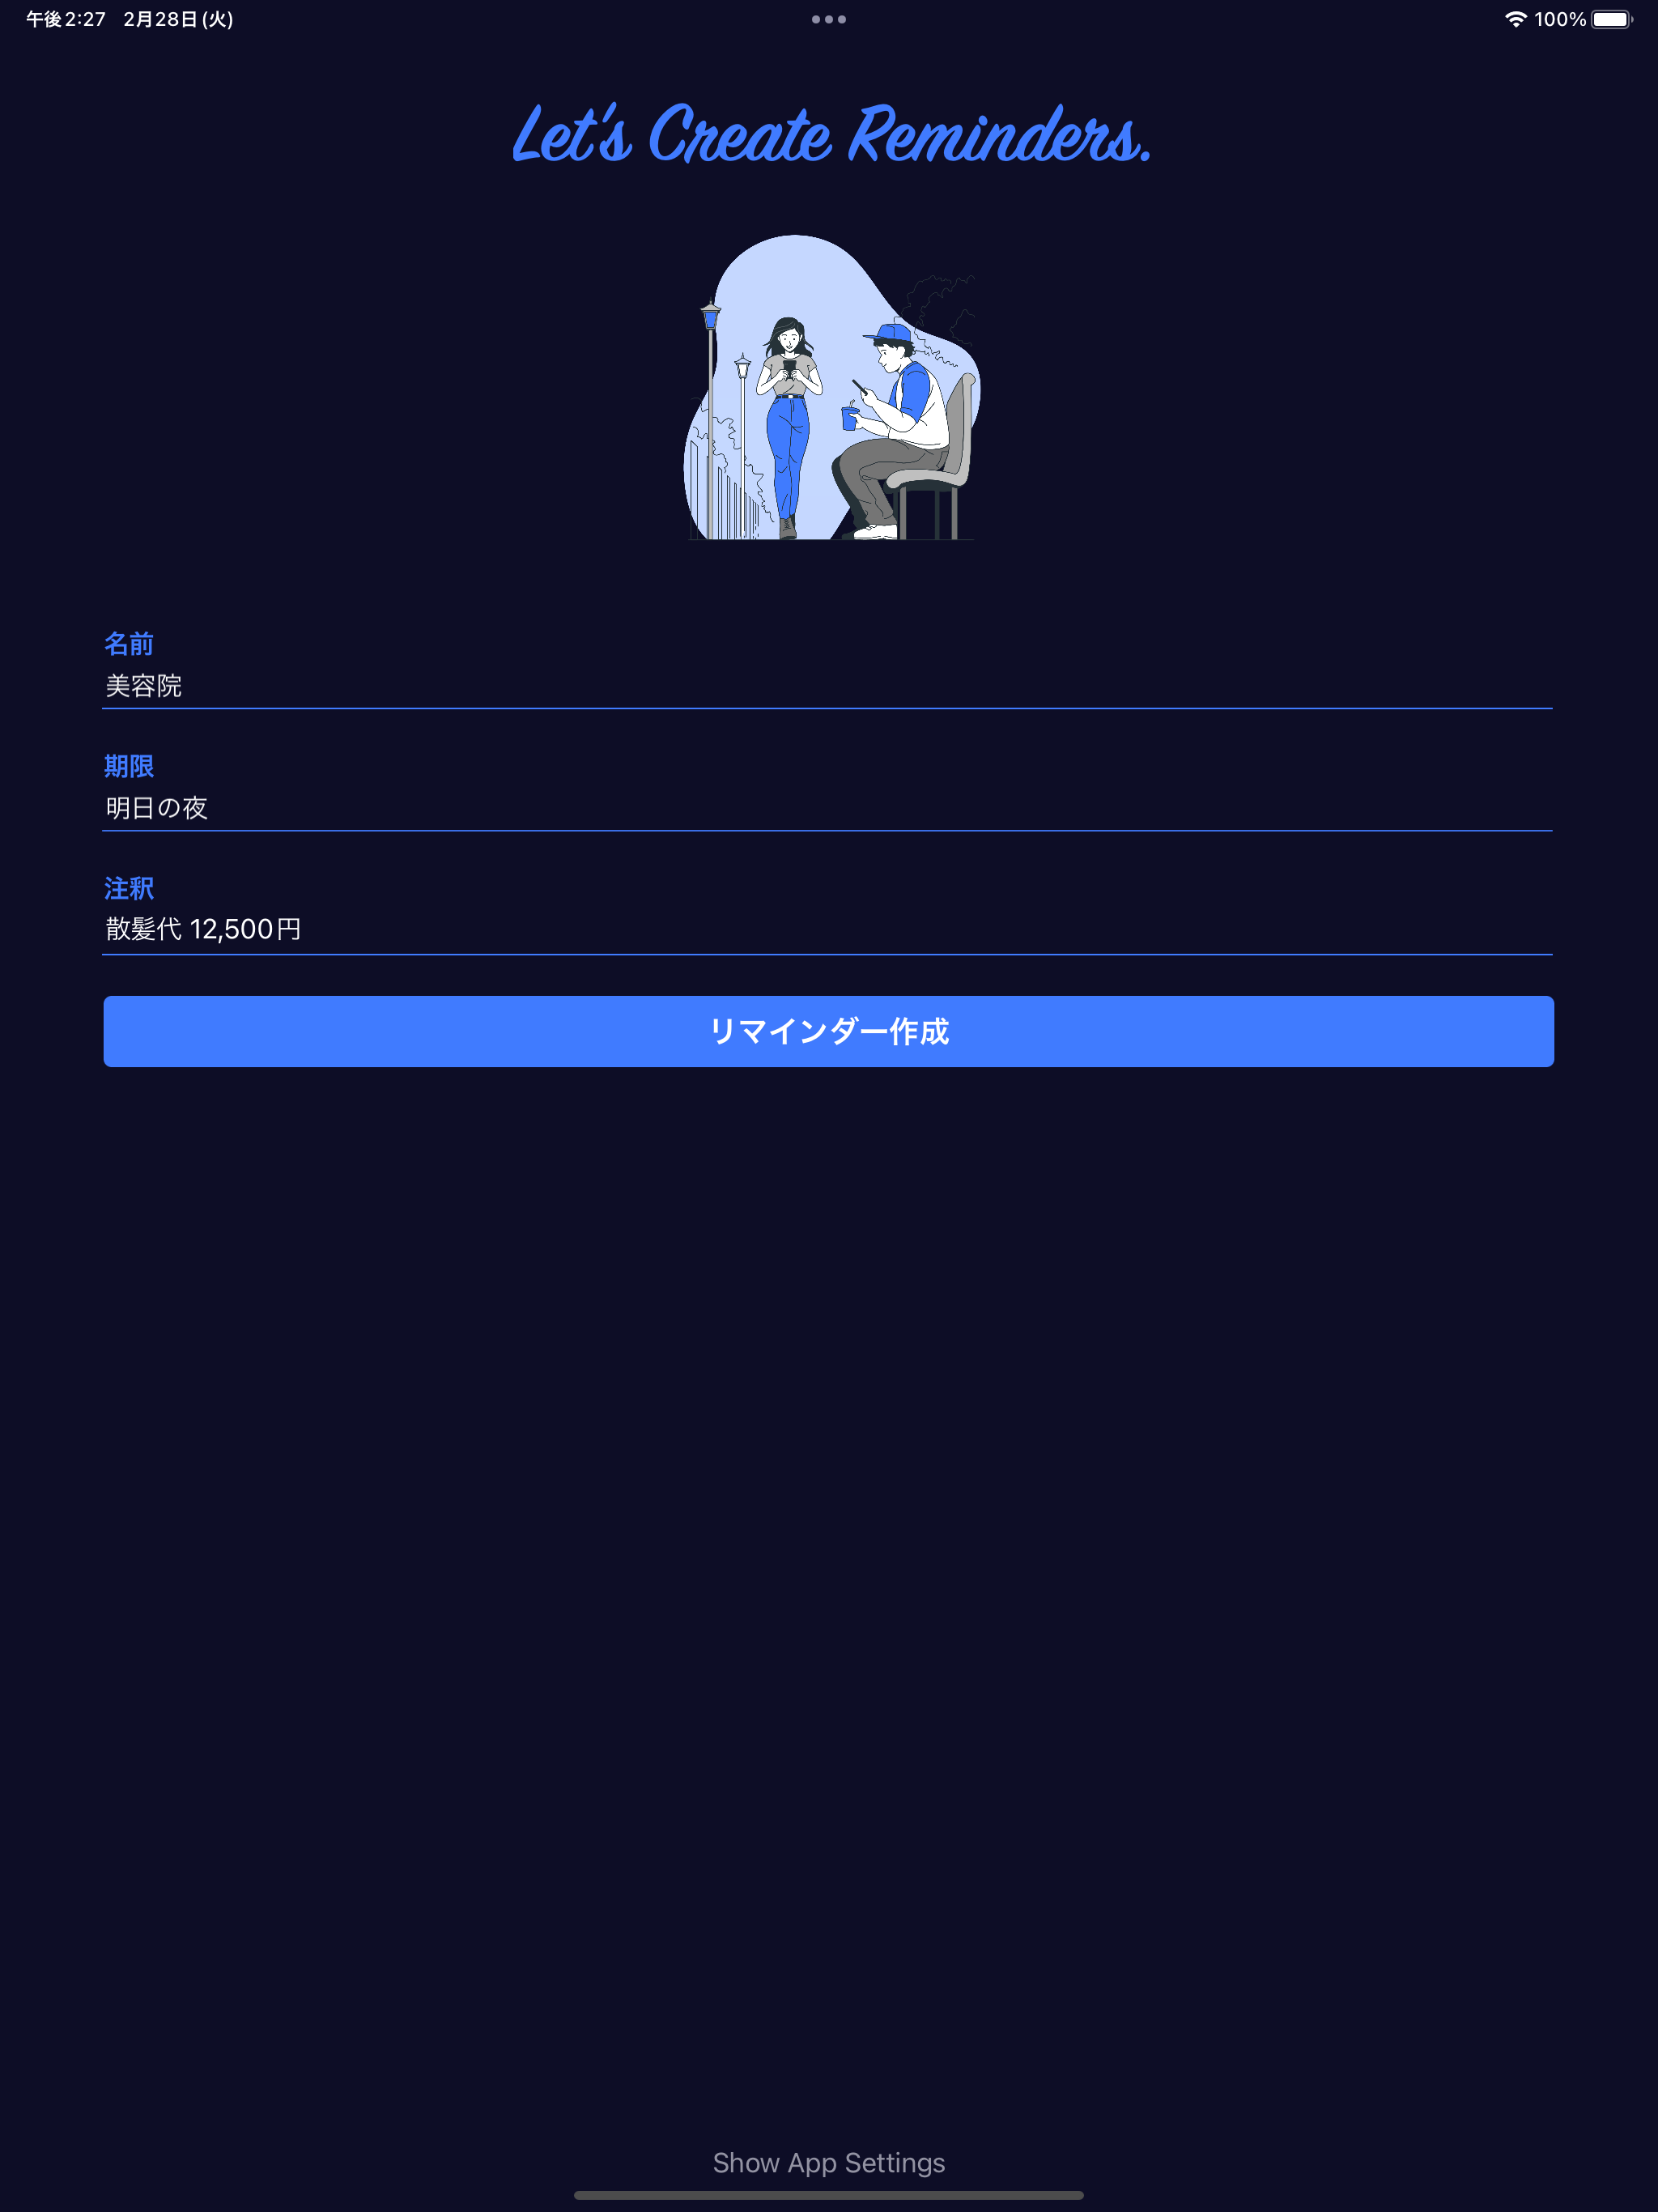 午後2:27 2月28日(火)
100%
Let's Create Reminders.
名前
美容院
期限
明日の夜
注釈
散髪代 12,500円
リマインダー作成
Show App Settings